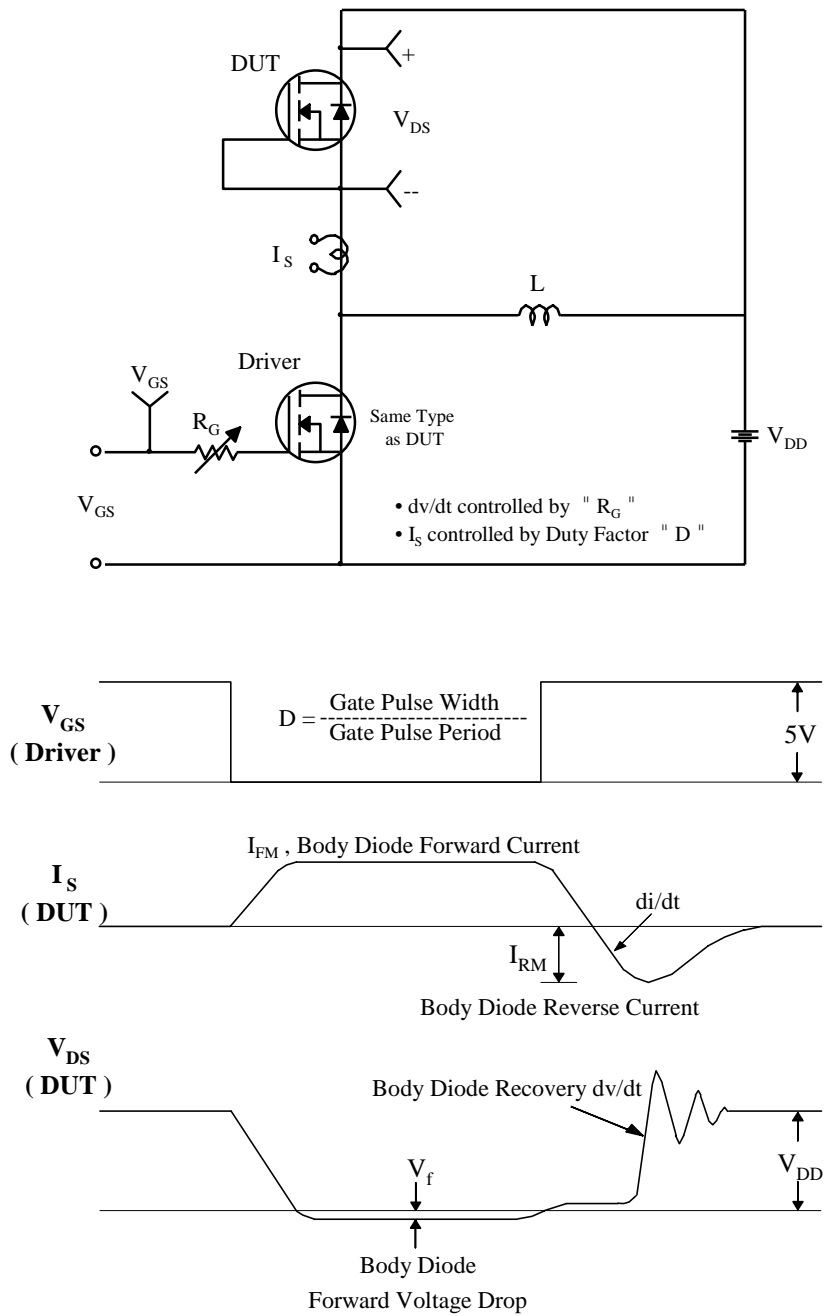 DUT
+
V_DS
--
I_S
L
Driver
V_GS
R_G
Same Type
as DUT
V_GS
V_DD
• dv/dt controlled by " R_G "
• I_S controlled by Duty Factor " D "
V_GS
( Driver )
D =
Gate Pulse Width
--------------------------
Gate Pulse Period
5V
I_FM , Body Diode Forward Current
I_S
( DUT )
di/dt
I_RM
Body Diode Reverse Current
V_DS
( DUT )
Body Diode Recovery dv/dt
V_f
V_DD
Body Diode
Forward Voltage Drop